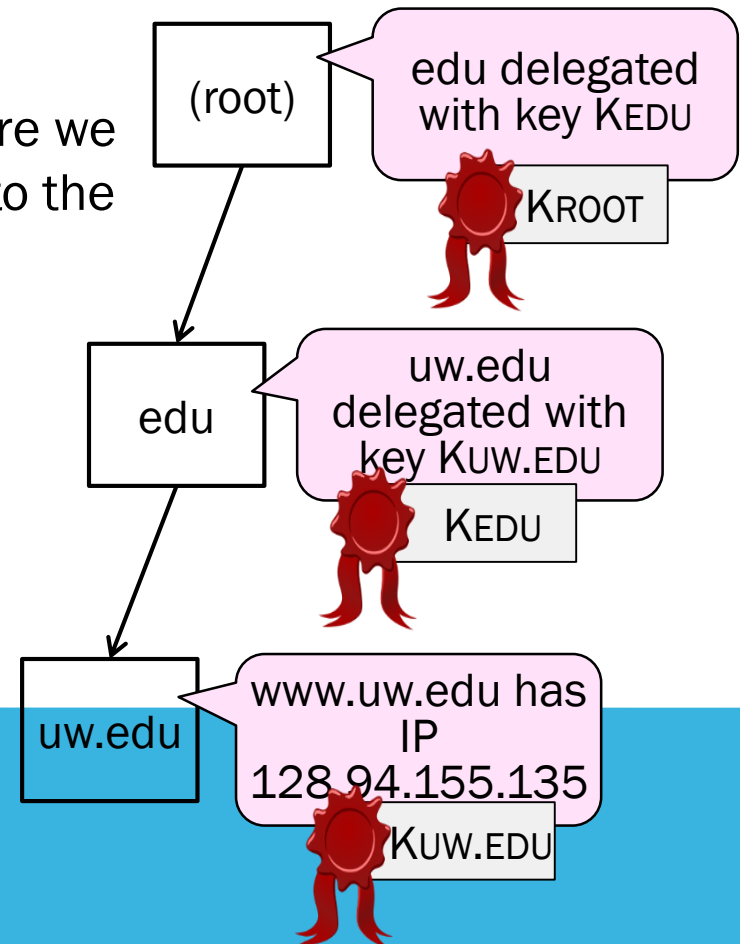 (root)
edu delegated
with key KEDU
re we
to the
KROOT
edu
uw.edu
delegated with
key KUW.EDU
KEDU
uw.edu
www.uw.edu has
IP
128.94.155.135
KUW.EDU